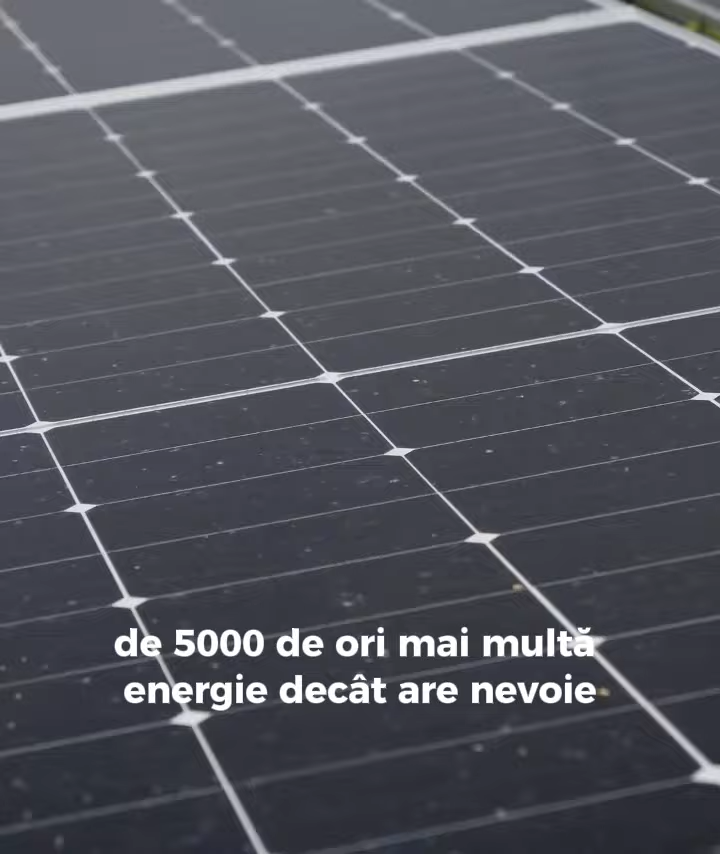 de 5000 de ori mai multă
energie decât are nevoie